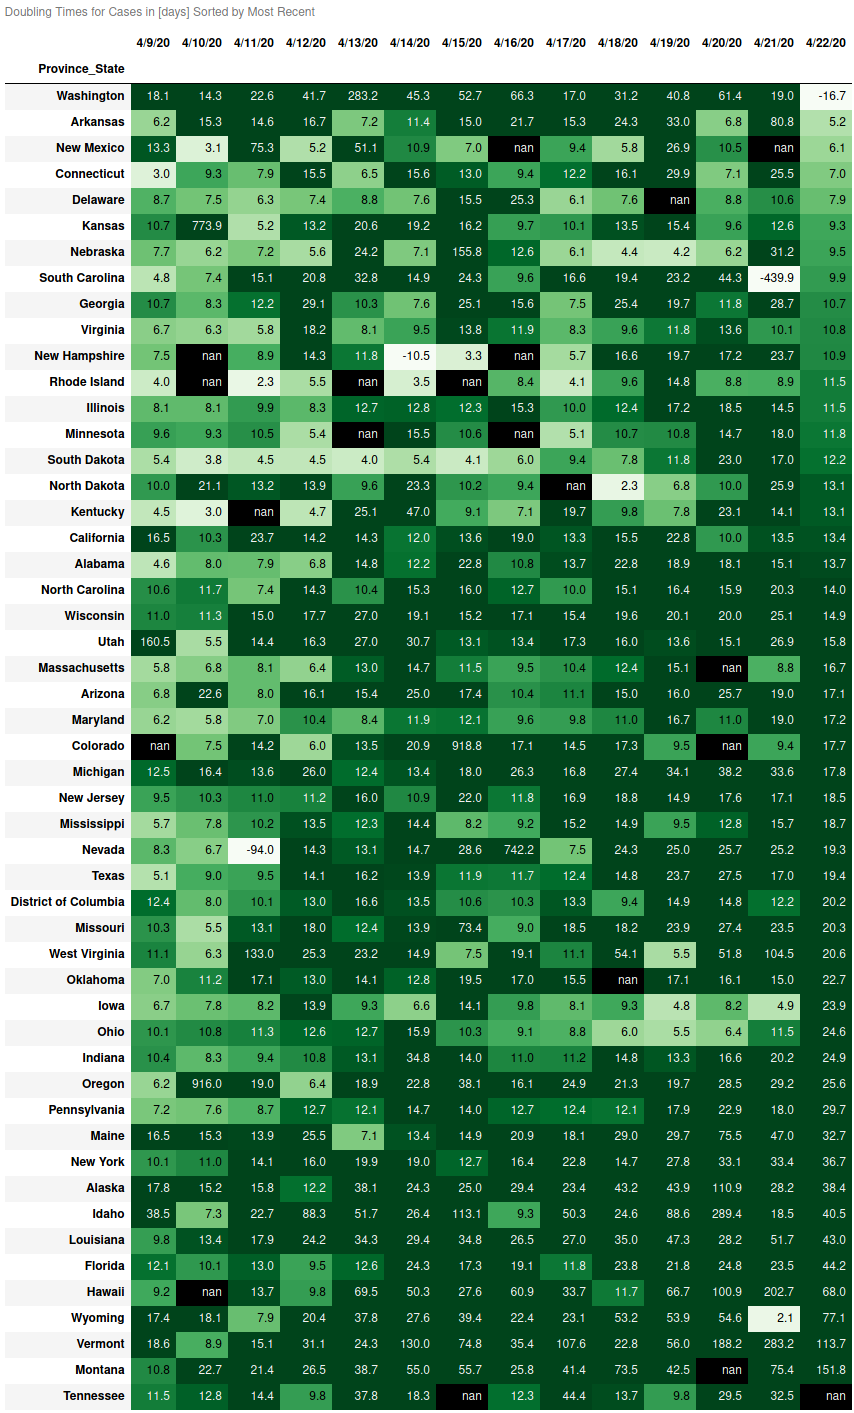 Doubling Times for Cases in [days] Sorted by Most Recent
4/9/20 4/10/20 4/11/20 4/12/20 4/13/20 4/14/20 4/15/20 4/16/20 4/17/20 4/18/20 4/19/20 4/20/20 4/21/20 4/22/20
Province_State
Washington 18.1 14.3 22.6 41.7 283.2 45.3 52.7 66.3 17.0 31.2 40.8 61.4 19.0 -16.7
Arkansas 6.2 15.3 14.6 16.7 7.2 11.4 15.0 21.7 15.3 24.3 33.0 6.8 80.8 5.2
New Mexico 13.3 3.1 75.3 5.2 51.1 10.9 7.0 nan 9.4 5.8 26.9 10.5 nan 6.1
Connecticut 3.0 9.3 7.9 15.5 6.5 15.6 13.0 9.4 12.2 16.1 29.9 7.1 25.5 7.0
Delaware 8.7 7.5 6.3 7.4 8.8 7.6 15.5 25.3 6.1 7.6 nan 8.8 10.6 7.9
Kansas 10.7 773.9 5.2 13.2 20.6 19.2 16.2 9.7 10.1 13.5 15.4 9.6 12.6 9.3
Nebraska 7.7 6.2 7.2 5.6 24.2 7.1 155.8 12.6 6.1 4.4 4.2 6.2 31.2 9.5
South Carolina 4.8 7.4 15.1 20.8 32.8 14.9 24.3 9.6 16.6 19.4 23.2 44.3 -439.9 9.9
Georgia 10.7 8.3 12.2 29.1 10.3 7.6 25.1 15.6 7.5 25.4 19.7 11.8 28.7 10.7
Virginia 6.7 6.3 5.8 18.2 8.1 9.5 13.8 11.9 8.3 9.6 11.8 13.6 10.1 10.8
New Hampshire 7.5 nan 8.9 14.3 11.8 -10.5 3.3 nan 5.7 16.6 19.7 17.2 23.7 10.9
Rhode Island 4.0 nan 2.3 5.5 nan 3.5 nan 8.4 4.1 9.6 14.8 8.8 8.9 11.5
Illinois 8.1 8.1 9.9 8.3 12.7 12.8 12.3 15.3 10.0 12.4 17.2 18.5 14.5 11.5
Minnesota 9.6 9.3 10.5 5.4 nan 15.5 10.6 nan 5.1 10.7 10.8 14.7 18.0 11.8
South Dakota 5.4 3.8 4.5 4.5 4.0 5.4 4.1 6.0 9.4 7.8 11.8 23.0 17.0 12.2
North Dakota 10.0 21.1 13.2 13.9 9.6 23.3 10.2 9.4 nan 2.3 6.8 10.0 25.9 13.1
Kentucky 4.5 3.0 nan 4.7 25.1 47.0 9.1 7.1 19.7 9.8 7.8 23.1 14.1 13.1
California 16.5 10.3 23.7 14.2 14.3 12.0 13.6 19.0 13.3 15.5 22.8 10.0 13.5 13.4
Alabama 4.6 8.0 7.9 6.8 14.8 12.2 22.8 10.8 13.7 22.8 18.9 18.1 15.1 13.7
North Carolina 10.6 11.7 7.4 14.3 10.4 15.3 16.0 12.7 10.0 15.1 16.4 15.9 20.3 14.0
Wisconsin 11.0 11.3 15.0 17.7 27.0 19.1 15.2 17.1 15.4 19.6 20.1 20.0 25.1 14.9
Utah 160.5 5.5 14.4 16.3 27.0 30.7 13.1 13.4 17.3 16.0 13.6 15.1 26.9 15.8
Massachusetts 5.8 6.8 8.1 6.4 13.0 14.7 11.5 9.5 10.4 12.4 15.1 nan 8.8 16.7
Arizona 6.8 22.6 8.0 16.1 15.4 25.0 17.4 10.4 11.1 15.0 16.0 25.7 19.0 17.1
Maryland 6.2 5.8 7.0 10.4 8.4 11.9 12.1 9.6 9.8 11.0 16.7 11.0 19.0 17.2
Colorado nan 7.5 14.2 6.0 13.5 20.9 918.8 17.1 14.5 17.3 9.5 nan 9.4 17.7
Michigan 12.5 16.4 13.6 26.0 12.4 13.4 18.0 26.3 16.8 27.4 34.1 38.2 33.6 17.8
New Jersey 9.5 10.3 11.0 11.2 16.0 10.9 22.0 11.8 16.9 18.8 14.9 17.6 17.1 18.5
Mississippi 5.7 7.8 10.2 13.5 12.3 14.4 8.2 9.2 15.2 14.9 9.5 12.8 15.7 18.7
Nevada 8.3 6.7 -94.0 14.3 13.1 14.7 28.6 742.2 7.5 24.3 25.0 25.7 25.2 19.3
Texas 5.1 9.0 9.5 14.1 16.2 13.9 11.9 11.7 12.4 14.8 23.7 27.5 17.0 19.4
District of Columbia 12.4 8.0 10.1 13.0 16.6 13.5 10.6 10.3 13.3 9.4 14.9 14.8 12.2 20.2
Missouri 10.3 5.5 13.1 18.0 12.4 13.9 73.4 9.0 18.5 18.2 23.9 27.4 23.5 20.3
West Virginia 11.1 6.3 133.0 25.3 23.2 14.9 7.5 19.1 11.1 54.1 5.5 51.8 104.5 20.6
Oklahoma 7.0 11.2 17.1 13.0 14.1 12.8 19.5 17.0 15.5 nan 17.1 16.1 15.0 22.7
Iowa 6.7 7.8 8.2 13.9 9.3 6.6 14.1 9.8 8.1 9.3 4.8 8.2 4.9 23.9
Ohio 10.1 10.8 11.3 12.6 12.7 15.9 10.3 9.1 8.8 6.0 5.5 6.4 11.5 24.6
Indiana 10.4 8.3 9.4 10.8 13.1 34.8 14.0 11.0 11.2 14.8 13.3 16.6 20.2 24.9
Oregon 6.2 916.0 19.0 6.4 18.9 22.8 38.1 16.1 24.9 21.3 19.7 28.5 29.2 25.6
Pennsylvania 7.2 7.6 8.7 12.7 12.1 14.7 14.0 12.7 12.4 12.1 17.9 22.9 18.0 29.7
Maine 16.5 15.3 13.9 25.5 7.1 13.4 14.9 20.9 18.1 29.0 29.7 75.5 47.0 32.7
New York 10.1 11.0 14.1 16.0 19.9 19.0 12.7 16.4 22.8 14.7 27.8 33.1 33.4 36.7
Alaska 17.8 15.2 15.8 12.2 38.1 24.3 25.0 29.4 23.4 43.2 43.9 110.9 28.2 38.4
Idaho 38.5 7.3 22.7 88.3 51.7 26.4 113.1 9.3 50.3 24.6 88.6 289.4 18.5 40.5
Louisiana 9.8 13.4 17.9 24.2 34.3 29.4 34.8 26.5 27.0 35.0 47.3 28.2 51.7 43.0
Florida 12.1 10.1 13.0 9.5 12.6 24.3 17.3 19.1 11.8 23.8 21.8 24.8 23.5 44.2
Hawaii 9.2 nan 13.7 9.8 69.5 50.3 27.6 60.9 33.7 11.7 66.7 100.9 202.7 68.0
Wyoming 17.4 18.1 7.9 20.4 37.8 27.6 39.4 22.4 23.1 53.2 53.9 54.6 2.1 77.1
Vermont 18.6 8.9 15.1 31.1 24.3 130.0 74.8 35.4 107.6 22.8 56.0 188.2 283.2 113.7
Montana 10.8 22.7 21.4 26.5 38.7 55.0 55.7 25.8 41.4 73.5 42.5 nan 75.4 151.8
Tennessee 11.5 12.8 14.4 9.8 37.8 18.3 nan 12.3 44.4 13.7 9.8 29.5 32.5 nan